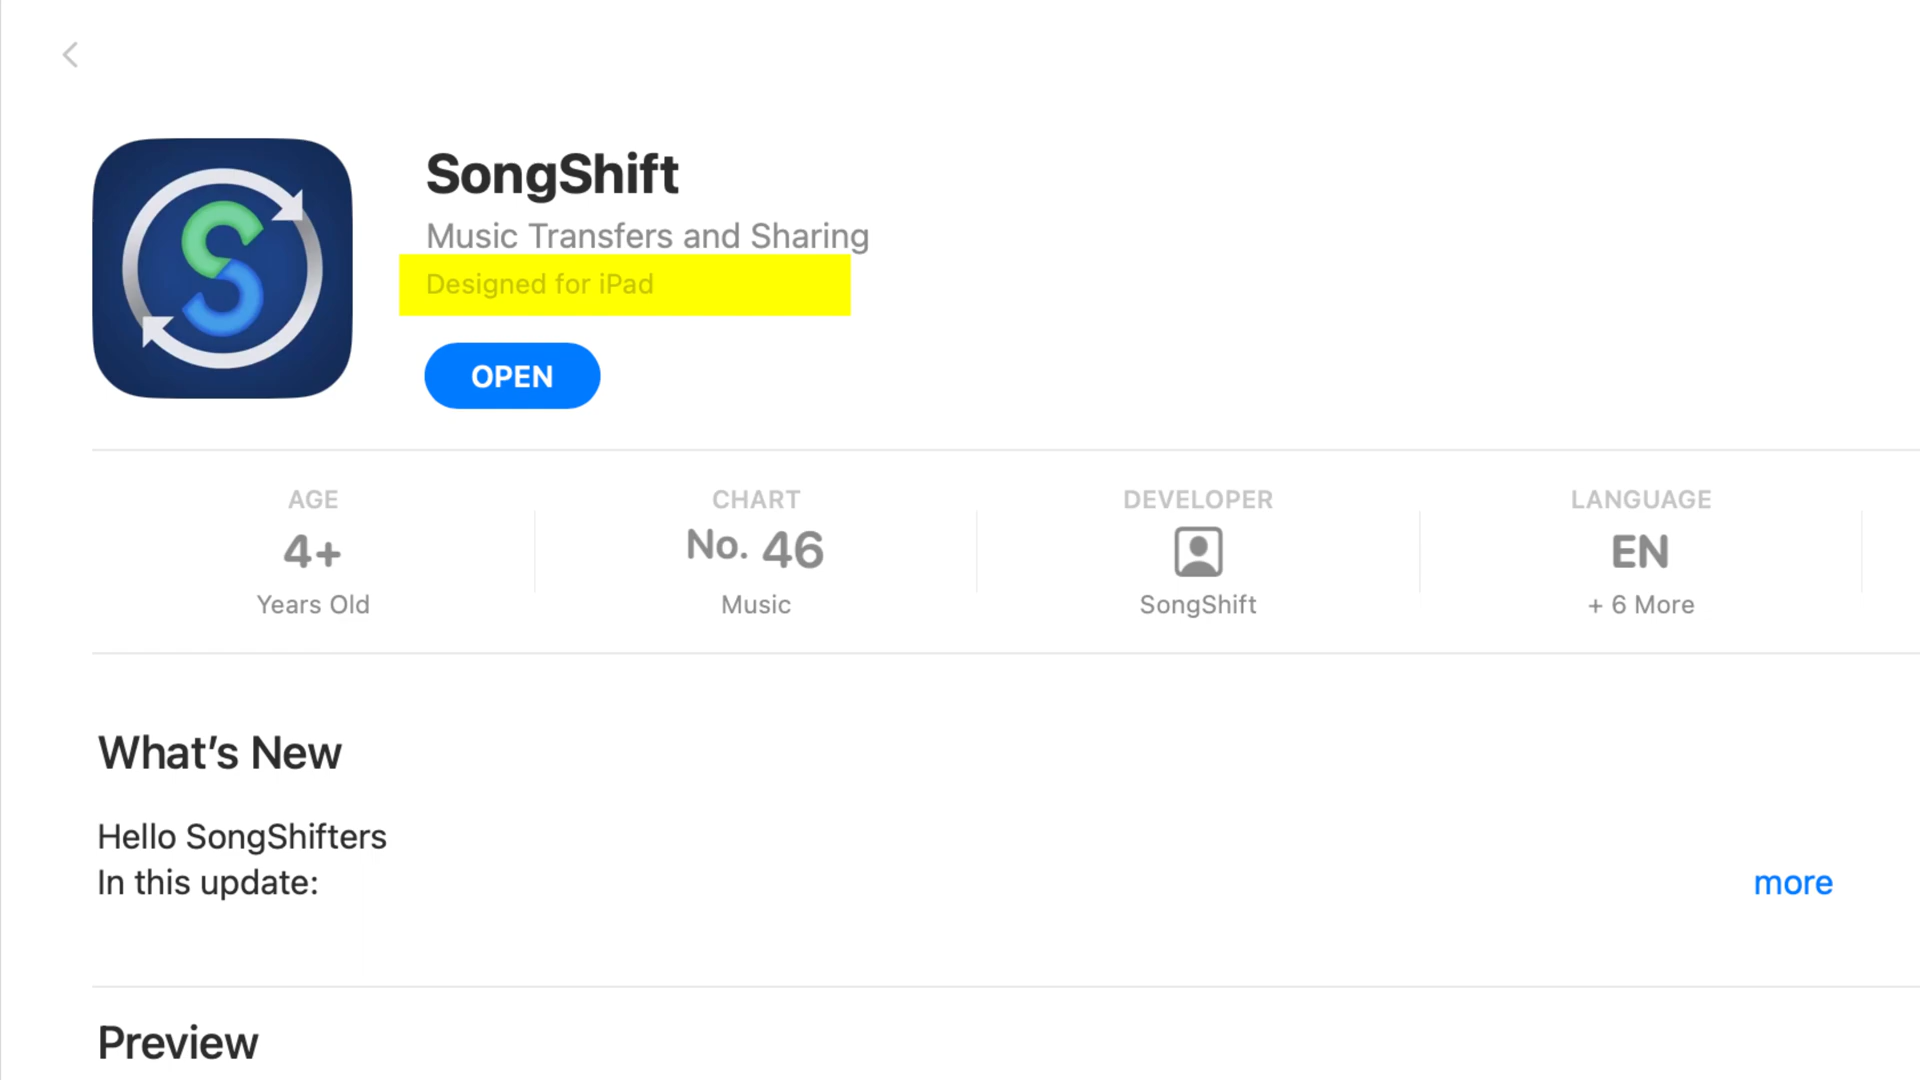 SongShift
Music Transfers and Sharing
Designed for iPad
OPEN
AGE
4+
Years Old
CHART
No. 46
Music
DEVELOPER
SongShift
LANGUAGE
EN
+ 6 More
What's New
Hello SongShifters
In this update:
more
Preview